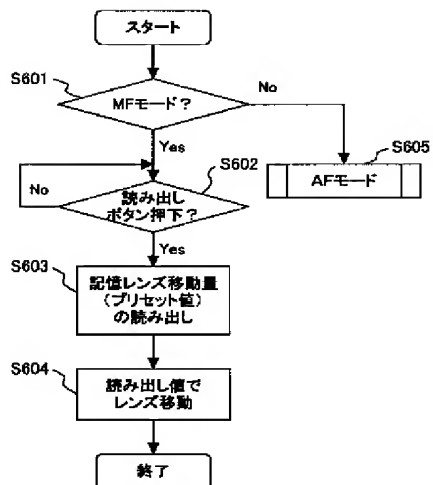 スタート
S601
MFモード?
No
Yes
S605
AFモード
S602
No
読み出し
ボタン押下?
Yes
S603
記憶レンズ移動量
(プリセット値)
の読み出し
S604
読み出し値で
レンズ移動
終了